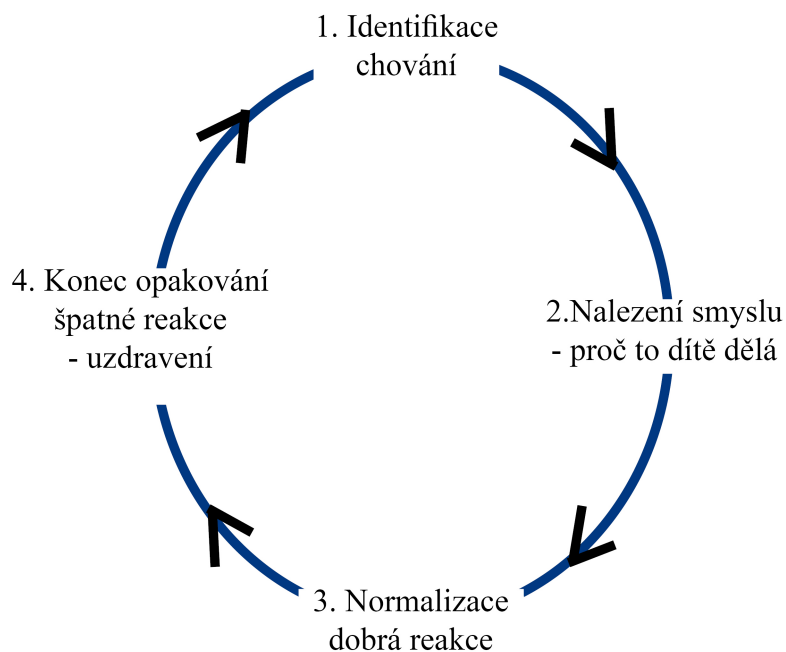 1. Identifikace
chování
2.Nalezení smyslu
- proč to dítě dělá
3. Normalizace
dobrá reakce
4. Konec opakování
špatné reakce
- uzdravení